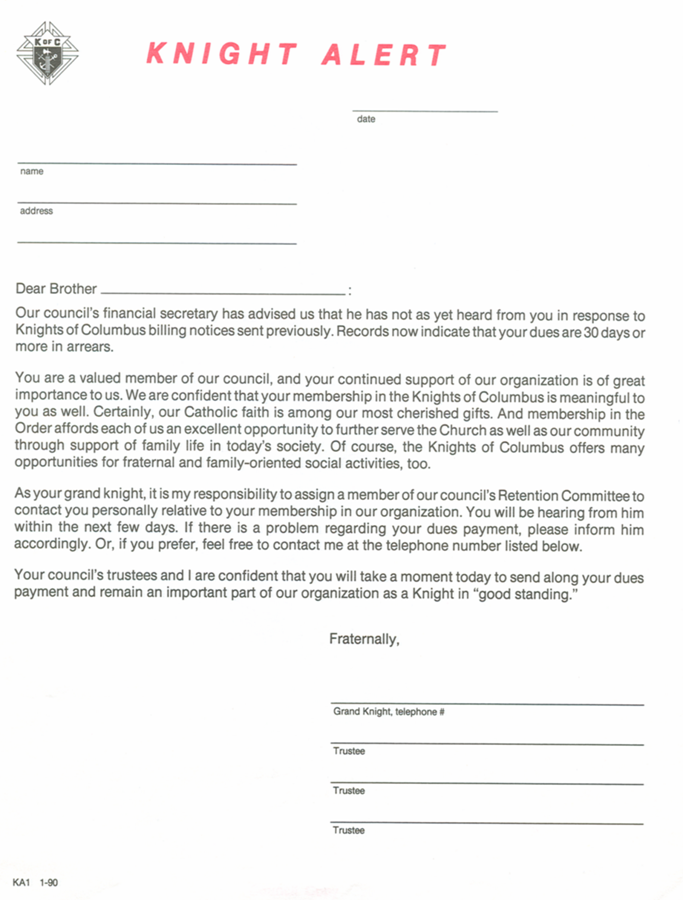 K OF C
KNIGHT ALERT
date
name
address
Dear Brother :
Our council's financial secretary has advised us that he has not as yet heard from you in response to
Knights of Columbus billing notices sent previously. Records now indicate that your dues are 30 days or
more in arrears.
You are a valued member of our council, and your continued support of our organization is of great
importance to us. We are confident that your membership in the Knights of Columbus is meaningful to
you as well. Certainly, our Catholic faith is among our most cherished gifts. And membership in the
Order affords each of us an excellent opportunity to further serve the Church as well as our community
through support of family life in today's society. Of course, the Knights of Columbus offers many
opportunities for fraternal and family-oriented social activities, too.
As your grand knight, it is my responsibility to assign a member of our council's Retention Committee to
contact you personally relative to your membership in our organization. You will be hearing from him
within the next few days. If there is a problem regarding your dues payment, please inform him
accordingly. Or, if you prefer, feel free to contact me at the telephone number listed below.
Your council's trustees and I are confident that you will take a moment today to send along your dues
payment and remain an important part of our organization as a Knight in "good standing."
Fraternally,
Grand Knight, telephone #
Trustee
Trustee
Trustee
KA1 1-90